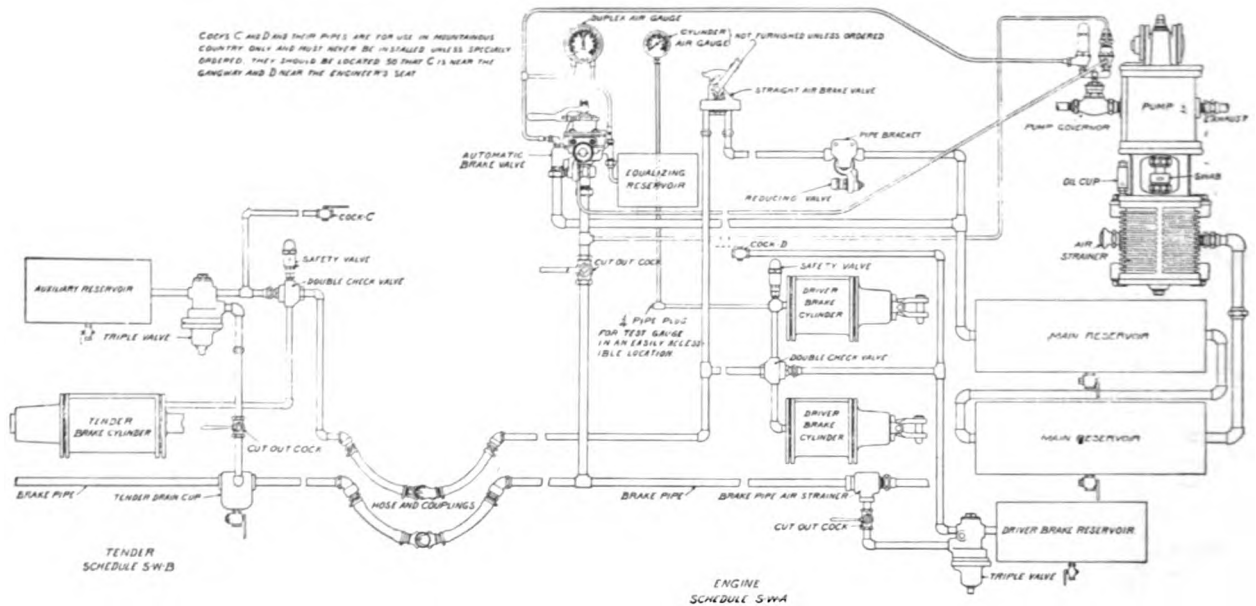 COCKS C AND D AND THEIR PIPES ARE FOR USE IN MOUNTAINOUS
COUNTRY ONLY AND MUST NEVER BE INSTALLED UNLESS SPECIALLY
ORDERED. THEY SHOULD BE LOCATED SO THAT C IS NEAR THE
GANGWAY AND D NEAR THE ENGINEER'S SEAT
DUPLEX AIR GAUGE
CYLINDER
AIR GAUGE
NOT FURNISHED UNLESS ORDERED
STRAIGHT AIR BRAKE VALVE
PUMP GOVERNOR
PUMP
EXHAUST
AUTOMATIC
BRAKE VALVE
EQUALIZING
RESERVOIR
PIPE BRACKET
REDUCING VALVE
OIL CUP
SWAB
AIR
STRAINER
COCK-C
SAFETY VALVE
DOUBLE CHECK VALVE
AUXILIARY RESERVOIR
TRIPLE VALVE
CUT OUT COCK
COCK-D
SAFETY VALVE
DRIVER
BRAKE
CYLINDER
PIPE PLUG
FOR TEST GAUGE
IN AN EASILY ACCESS-
IBLE LOCATION
DOUBLE CHECK VALVE
DRIVER
BRAKE
CYLINDER
MAIN RESERVOIR
MAIN RESERVOIR
TENDER
BRAKE CYLINDER
CUT OUT COCK
BRAKE PIPE
TENDER DRAIN CUP
HOSE AND COUPLINGS
BRAKE PIPE
BRAKE PIPE AIR STRAINER
CUT OUT COCK
DRIVER BRAKE RESERVOIR
TRIPLE VALVE
TENDER
SCHEDULE S-W-B
ENGINE
SCHEDULE S-W-A